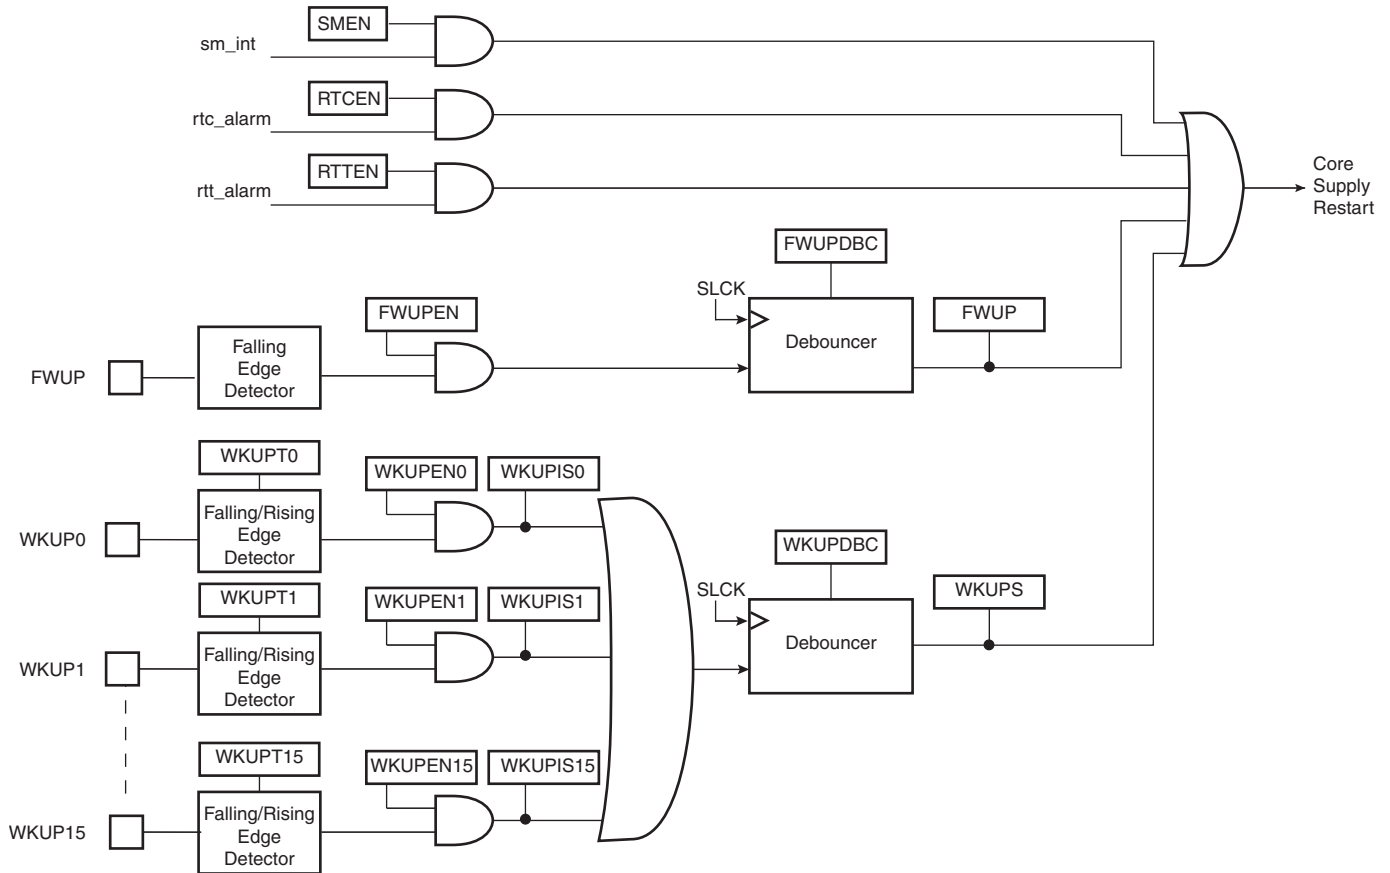 SMEN
sm_int
RTCEN
rtc_alarm
RTTEN
rtt_alarm
Core
Supply
Restart
FWUPDBC
SLCK
FWUPEN
FWUP
Falling
Edge
Detector
Debouncer
FWUP
WKUPT0
WKUPEN0
WKUPIS0
Falling/Rising
Edge
Detector
WKUP0
WKUPDBC
SLCK
WKUPT1
WKUPEN1
WKUPIS1
WKUPS
Falling/Rising
Edge
Detector
WKUP1
Debouncer
WKUPT15
WKUPEN15
WKUPIS15
Falling/Rising
Edge
Detector
WKUP15